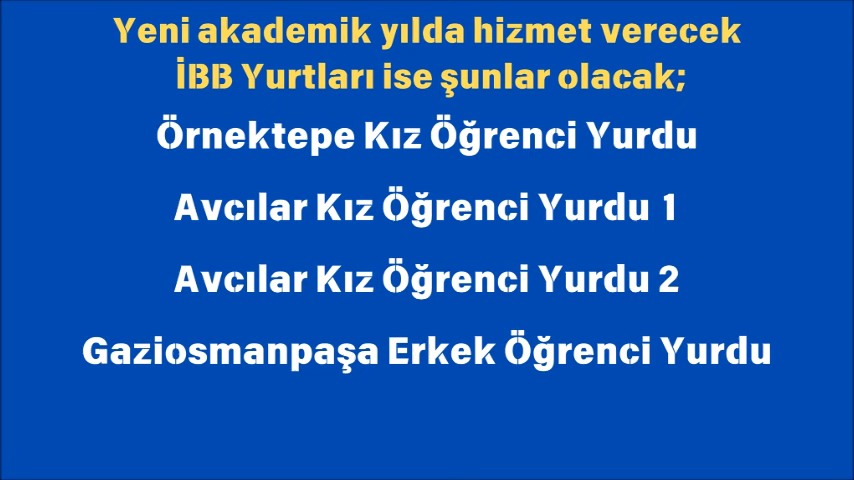 Yeni akademik yılda hizmet verecek
İBB Yurtları ise şunlar olacak;
Örnektepe Kız Öğrenci Yurdu
Avcılar Kız Öğrenci Yurdu 1
Avcılar Kız Öğrenci Yurdu 2
Gaziosmanpaşa Erkek Öğrenci Yurdu